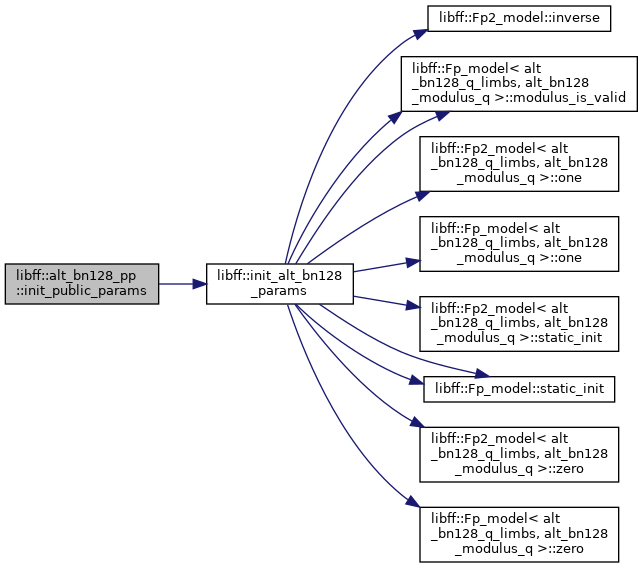 libff::alt_bn128_pp
::init_public_params
libff::init_alt_bn128
_params
libff::Fp2_model::inverse
libff::Fp_model< alt
_bn128_q_limbs, alt_bn128
_modulus_q >::modulus_is_valid
libff::Fp2_model< alt
_bn128_q_limbs, alt_bn128
_modulus_q >::one
libff::Fp_model< alt
_bn128_q_limbs, alt_bn128
_modulus_q >::one
libff::Fp2_model< alt
_bn128_q_limbs, alt_bn128
_modulus_q >::static_init
libff::Fp_model::static_init
libff::Fp2_model< alt
_bn128_q_limbs, alt_bn128
_modulus_q >::zero
libff::Fp_model< alt
_bn128_q_limbs, alt_bn128
_modulus_q >::zero